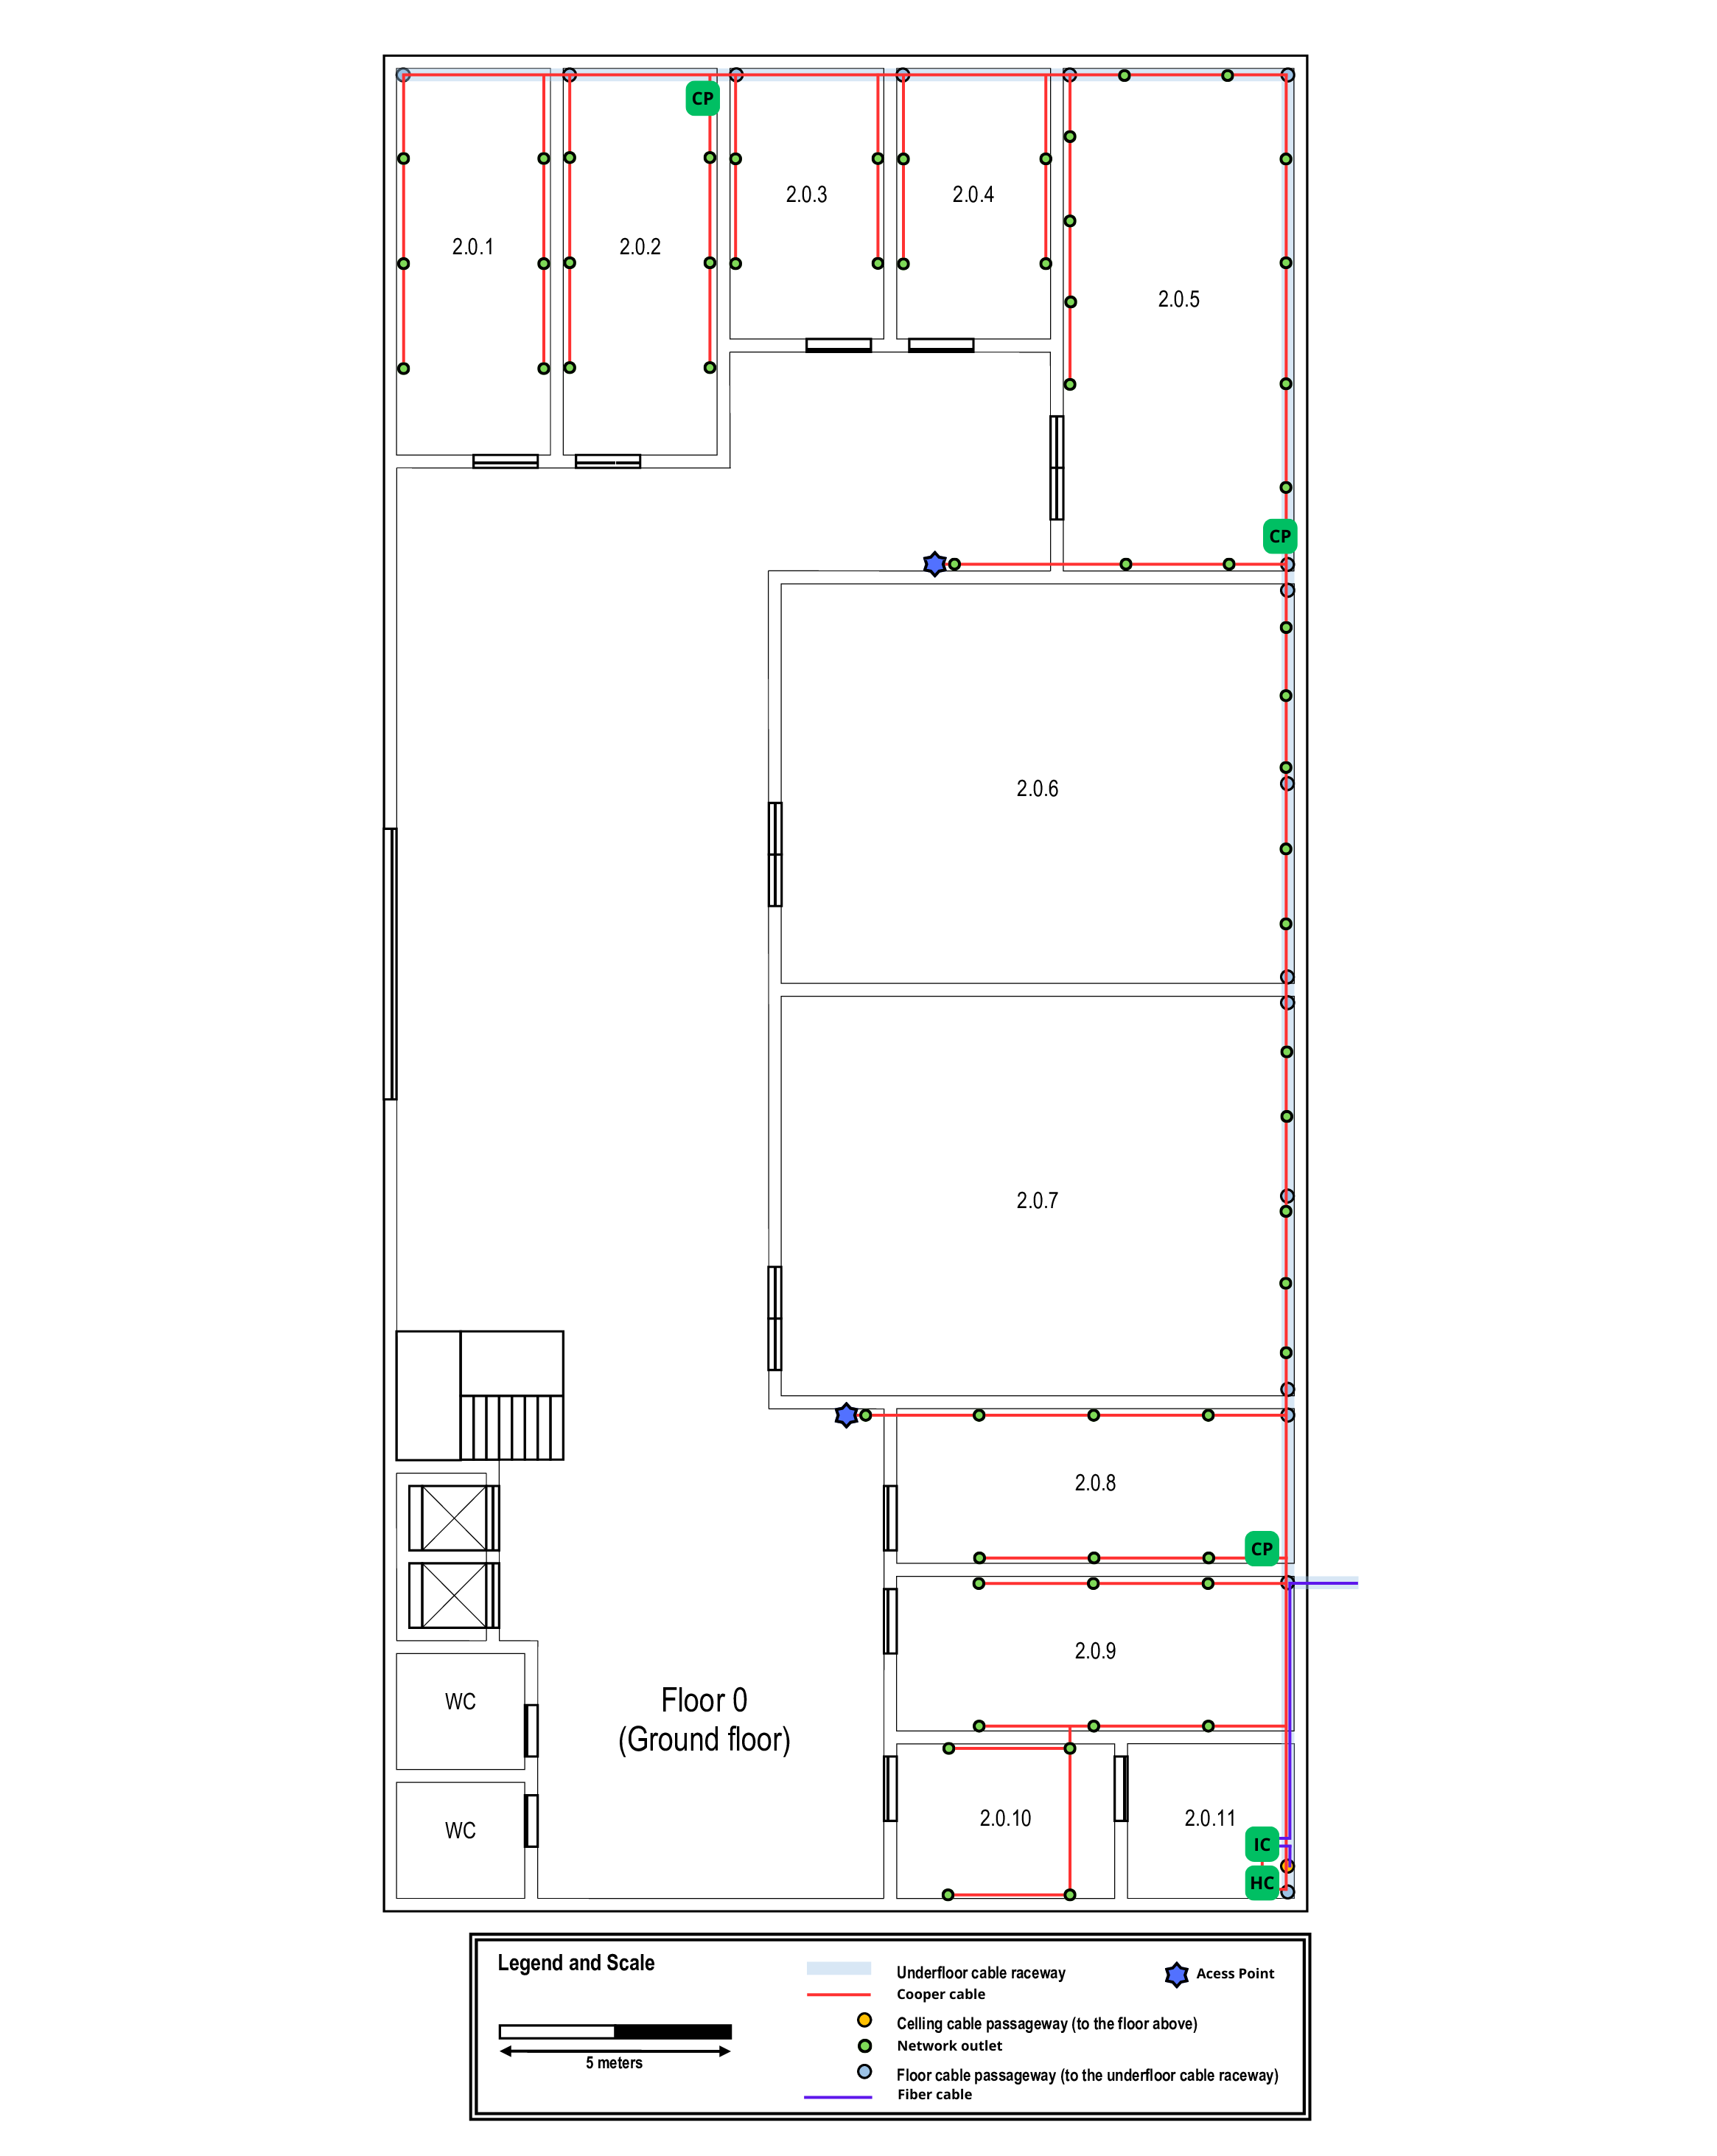 CP
2.0.3
2.0.4
2.0.1
2.0.2
2.0.5
CP
2.0.6
2.0.7
2.0.8
CP
2.0.9
Floor 0
(Ground floor)
WC
2.0.10
2.0.11
WC
IC
HC
Legend and Scale
5 meters
Underfloor cable raceway
Cooper cable
Celling cable passageway (to the floor above)
Network outlet
Floor cable passageway (to the underfloor cable raceway)
Fiber cable
Acess Point